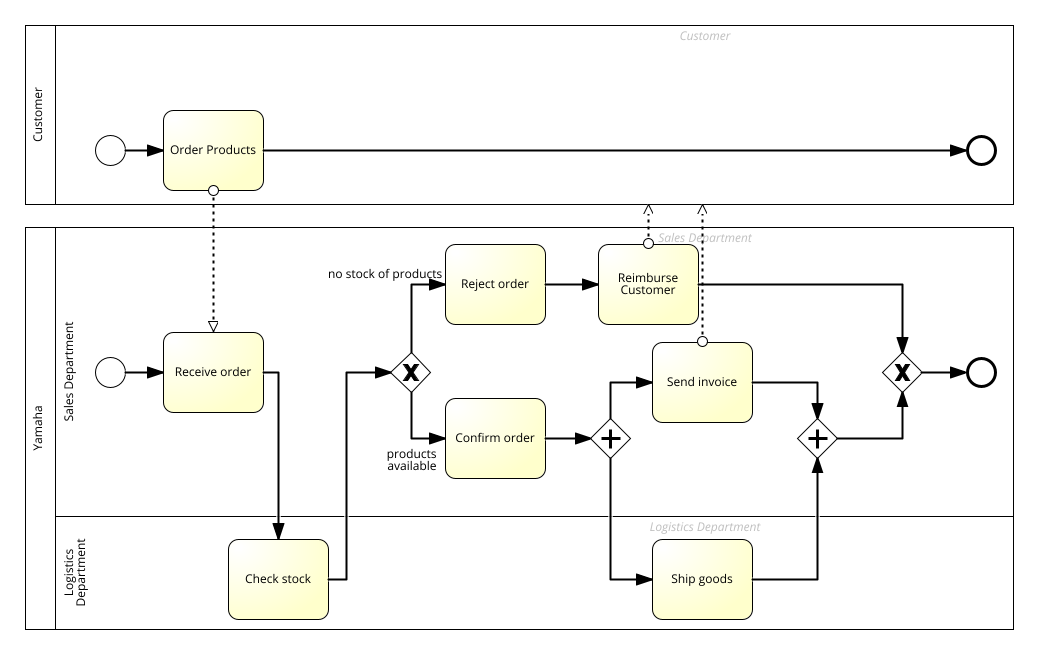 Customer
Customer
Order Products
Yamaha
Sales Department
Sales Department
no stock of products
Reject order
Reimburse
Customer
Receive order
X
X
Send invoice
Confirm order
products
available
Logistics Department
Logistics
Department
Check stock
Ship goods